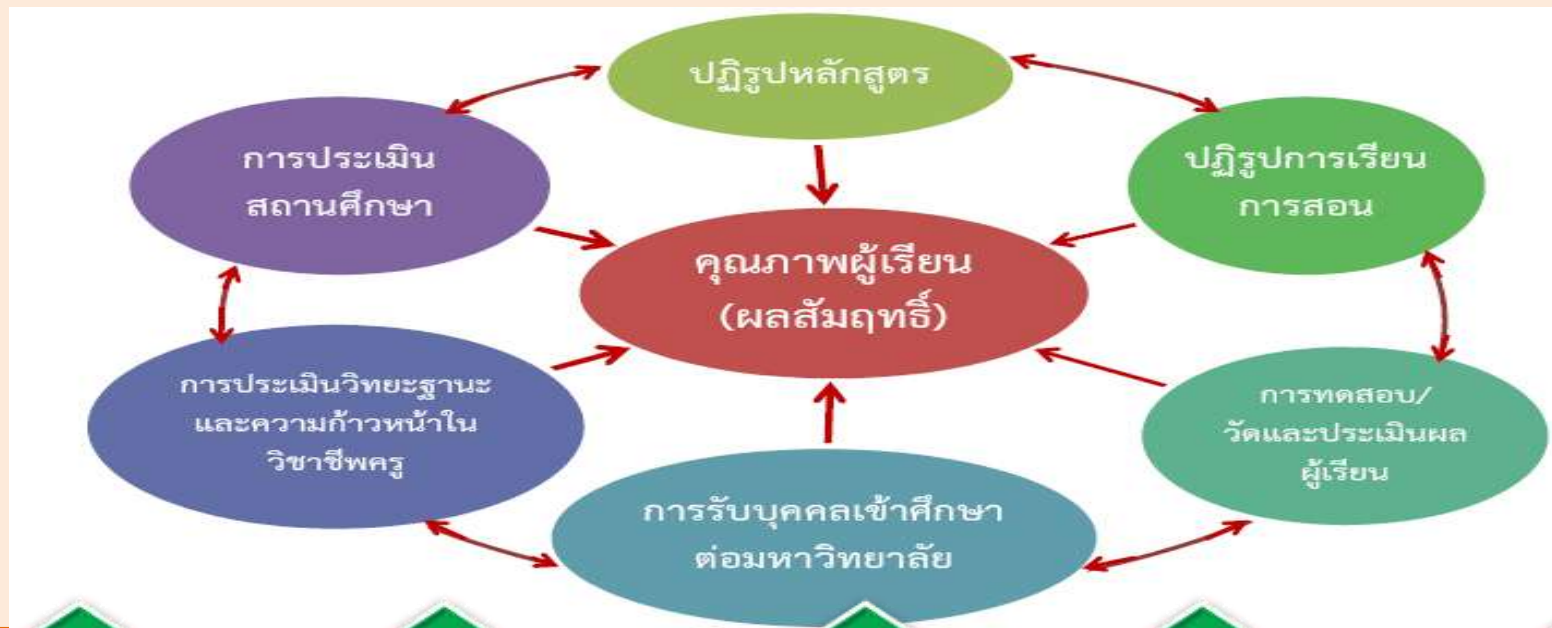 ปฏิรูปหลักสูตร
การประเมิน
สถานศึกษา
ปฏิรูปการเรียน
การสอน
คุณภาพผู้เรียน
(ผลสัมฤทธิ์)
การประเมินวิทยะฐานะ
และความก้าวหน้าใน
วิชาชีพครู
การทดสอบ/
วัดและประเมินผล
ผู้เรียน
การรับบุคคลเข้าศึกษา
ต่อมหาวิทยาลัย